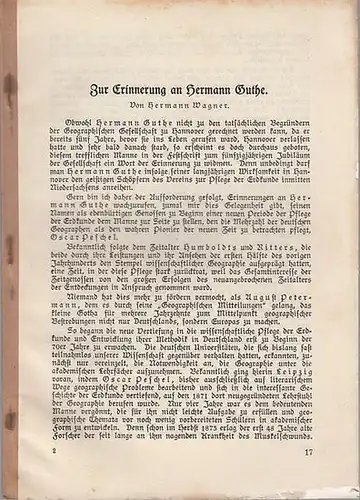 Zur Erinnerung an Hermann Guthe.
Von Hermann Wagner.
Obwohl Hermann Guthe nicht zu den tatsächlichen Begründern
der Geographischen Gesellschaft zu Hannover gerechnet werden kann, da er
bereits fünf Jahre, bevor sie ins Leben gerufen ward, Hannover verlassen
hatte und sehr bald danach starb, so erscheint es doch durchaus geboten,
diesem trefflichen Manne in der Festschrift zum fünfzigjährigen Jubiläum
der Gesellschaft ein Wort der Erinnerung zu widmen. Denn unbedingt darf
man Hermann Guthe infolge seiner langjährigen Wirksamkeit in Han-
nover den geistigen Schöpfern des Vereins zur Pflege der Erdkunde inmitten
Niedersachsens anreihen.
Gern bin ich daher der Aufforderung gefolgt, Erinnerungen an Her-
mann Guthe wachzurufen, zumal mir dies Gelegenheit gibt, seinen
Namen als ebenbürtigen Genossen zu Beginn einer neuen Periode der Pflege
der Erdkunde dem Manne zur Seite zu stellen, den die Mehrzahl der deutschen
Geographen als den wahren Pionier der neuen Zeit zu betrachten pflegt,
Oscar Peschel.
Bekanntlich folgte dem Zeitalter Humboldts und Ritters, die
beide durch ihre Leistungen und ihr Ansehen der ersten Hälfte des vorigen
Jahrhunderts den Stempel wissenschaftlicher Geographie aufgeprägt hatten,
eine Zeit, in der diese Pflege stark zurücktrat, weil das Gesamtinteresse der
Zeitgenossen von den großen Erfolgen des neuangebrochenen Zeitalters
der Entdeckungen in Anspruch genommen ward.
Niemand hat dies mehr zu fördern vermocht, als August Peter-
mann, dem es durch seine „Geographischen Mitteilungen“ gelang, das
kleine Gotha für mehrere Jahrzehnte zum Mittelpunkt geographischer
Bestrebungen nicht nur Deutschlands, sondern Europas zu machen.
So begann die neue Vertiefung in die wissenschaftliche Pflege der Erd-
kunde und Entwicklung ihrer Methodik in Deutschland erst zu Beginn der
70er Jahre zu erwachen. Die deutschen Universitäten, die sich bislang fast
teilnahmslos unserer Wissenschaft gegenüber verhalten hatten, erkannten, zu-
nächst nur vereinzelt, die Notwendigkeit an, die Geographie unter die
akademischen Lehrfächer aufzunehmen. Bekanntlich ging hierin Leipzig
voran, indem Oscar Peschel, bisher ausschließlich auf literarischem
Wege geographische Probleme bearbeitend und sich in die interessante Ge-
schichte der Erdkunde vertiefend, auf den 1871 dort neugegründeten Lehrstuhl
der Geographie berufen wurde. Nur vier Jahre war es dem bedeutenden
Manne vergönnt, die für ihn nicht leichte Aufgabe zu erfüllen und geo-
graphische Themata vor noch wenig vorbereiteten Schülern in akademischer
Form zu entwickeln. Denn schon im Herbst 1875 erlag der erst 48 Jahre alte
Forscher der seit lange an ihm nagenden Krankheit des Muskelschwunds.
2 17